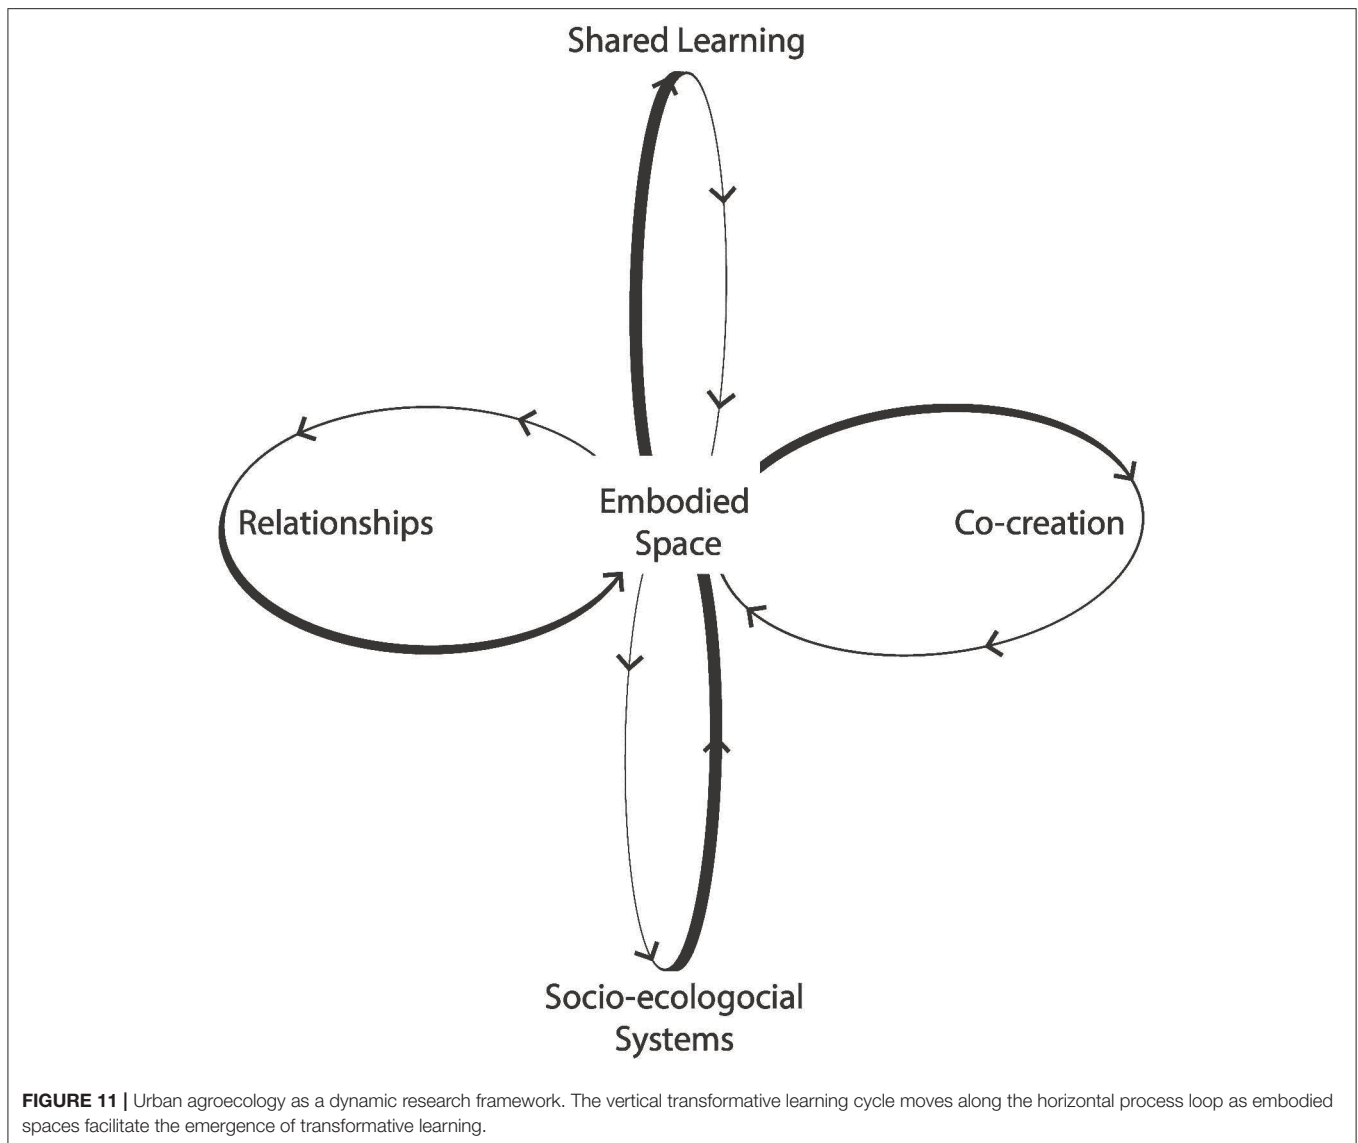 Shared Learning
Relationships
Embodied
Space
Co-creation
Socio-ecologocial
Systems
FIGURE 11 | Urban agroecology as a dynamic research framework. The vertical transformative learning cycle moves along the horizontal process loop as embodied
spaces facilitate the emergence of transformative learning.